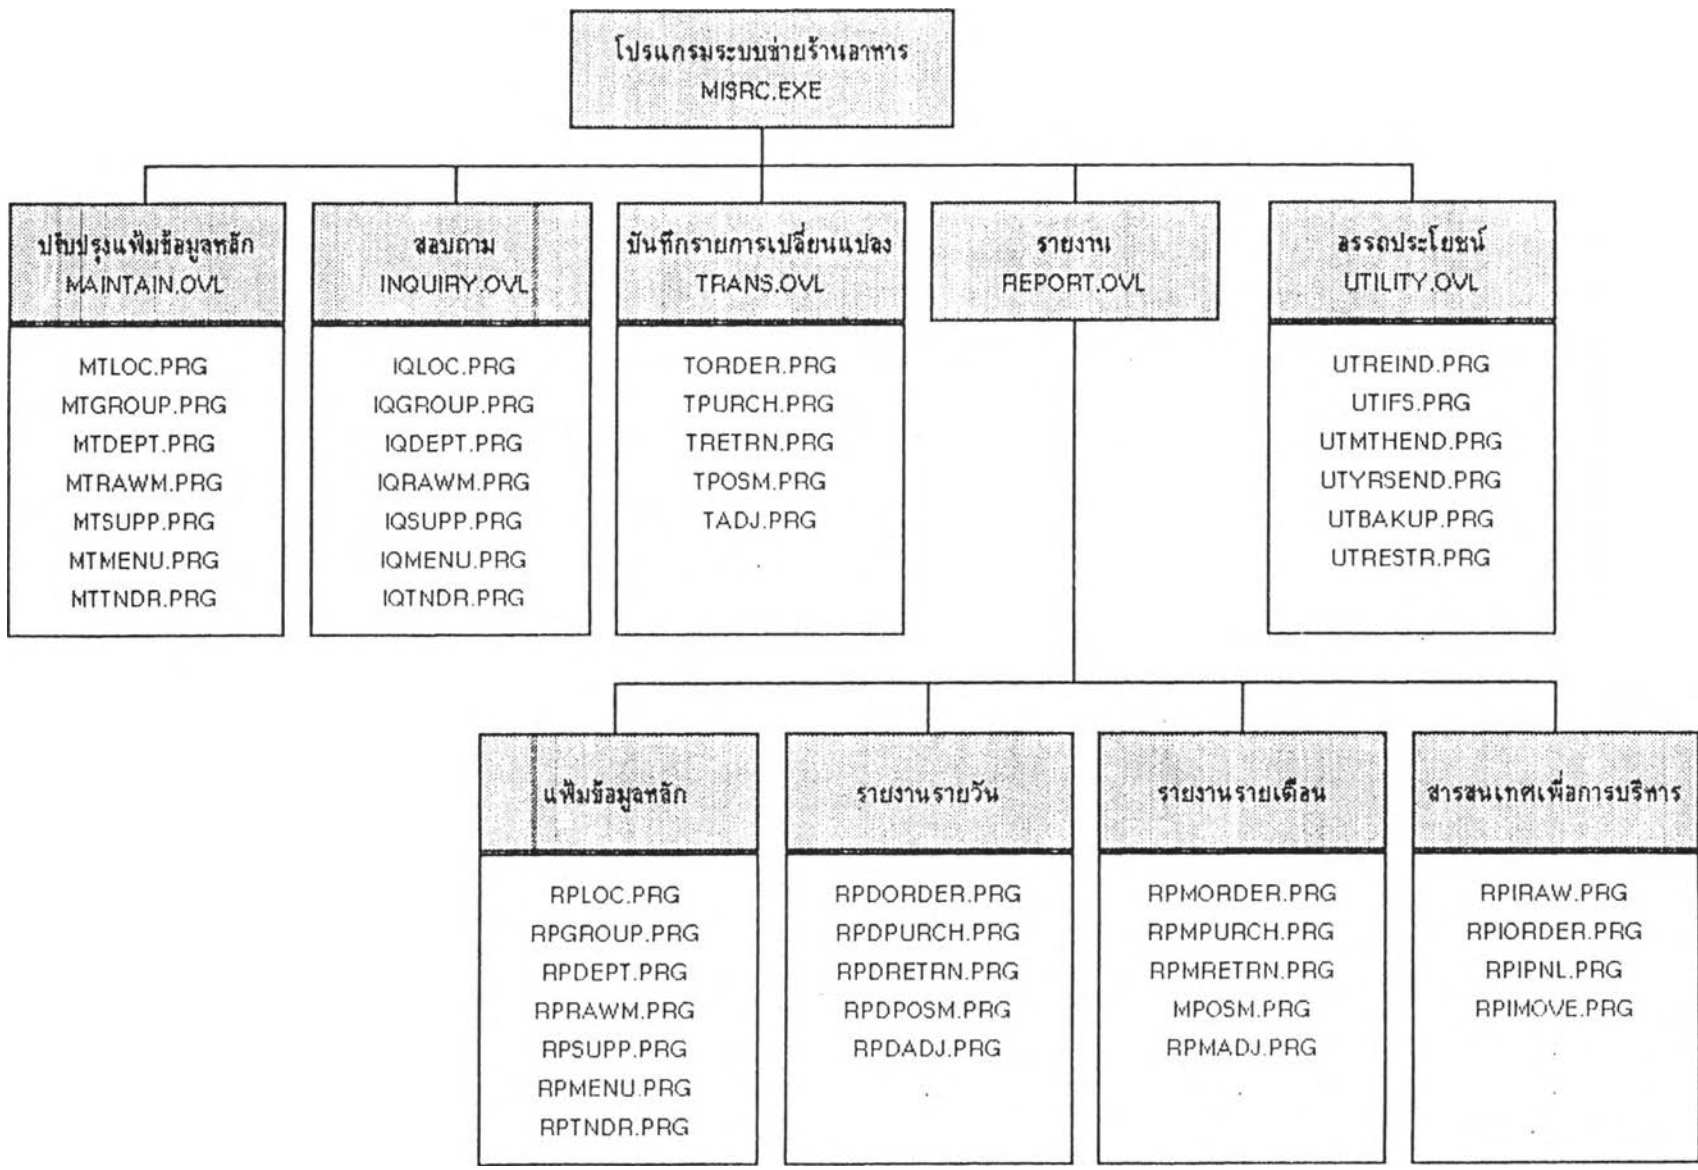 โปรแกรมระบบข่ายร้านอาหาร
MISRC.EXE
ปรับปรุงแฟ้มข้อมูลหลัก
MAINTAIN.OVL
MTLOC.PRG
MTGROUP.PRG
MTDEPT.PRG
MTRAWM.PRG
MTSUPP.PRG
MTMENU.PRG
MTTNDR.PRG
สอบถาม
INQUIRY.OVL
IQLOC.PRG
IQGROUP.PRG
IQDEPT.PRG
IQRAWM.PRG
IQSUPP.PRG
IQMENU.PRG
IQTNDR.PRG
บันทึกรายการเปลี่ยนแปลง
TRANS.OVL
TORDER.PRG
TPURCH.PRG
TRETRN.PRG
TPOSM.PRG
TADJ.PRG
รายงาน
REPORT.OVL
อรรถประโยชน์
UTILITY.OVL
UTREIND.PRG
UTIFS.PRG
UTMTHEND.PRG
UTYRSEND.PRG
UTBAKUP.PRG
UTRESTR.PRG
แฟ้มข้อมูลหลัก
RPLOC.PRG
RPGROUP.PRG
RPDEPT.PRG
RPRAWM.PRG
RPSUPP.PRG
RPMENU.PRG
RPTNDR.PRG
รายงานรายวัน
RPDORDER.PRG
RPDPURCH.PRG
RPDRETRN.PRG
RPDPOSM.PRG
RPDADJ.PRG
รายงานรายเดือน
RPMORDER.PRG
RPMPURCH.PRG
RPMRETRN.PRG
MPOSM.PRG
RPMADJ.PRG
สารสนเทศเพื่อการบริหาร
RPIRAW.PRG
RPIORDER.PRG
RPIPNL.PRG
RPIMOVE.PRG